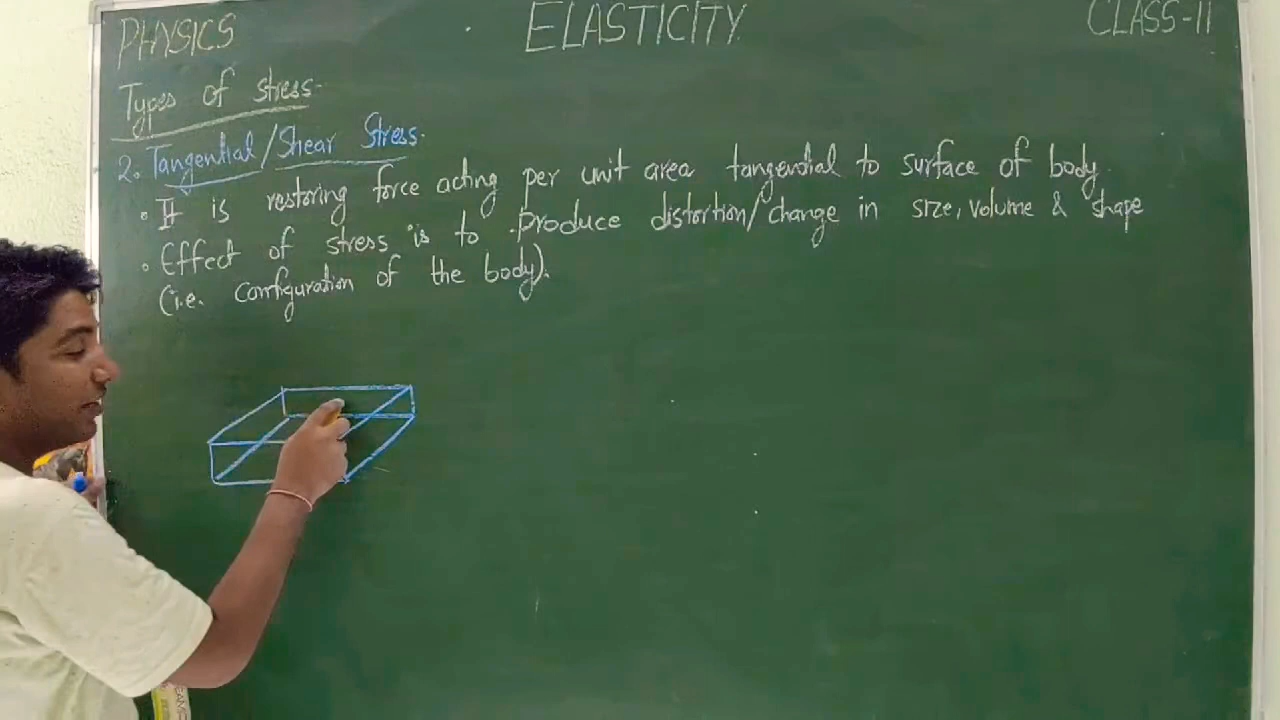 PHYSICS
ELASTICITY
CLASS-11
Types of stress.
2. Tangential/Shear Stress.
• It is restoring force acting per unit area tangential to surface of body.
• Effect of stress is to produce distortion/change in size, volume & shape
(i.e. configuration of the body).